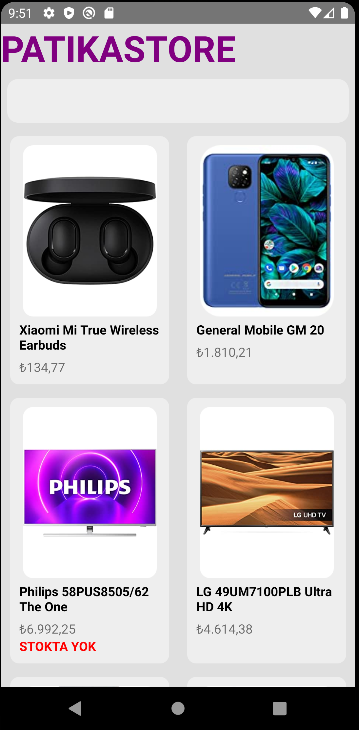 9:51
PATIKASTORE
Xiaomi Mi True Wireless
Earbuds
₺134,77
General Mobile GM 20
₺1.810,21
PHILIPS
Philips 58PUS8505/62
The One
₺6.992,25
STOKTA YOK
LG UHD TV
LG 49UM7100PLB Ultra
HD 4K
₺4.614,38